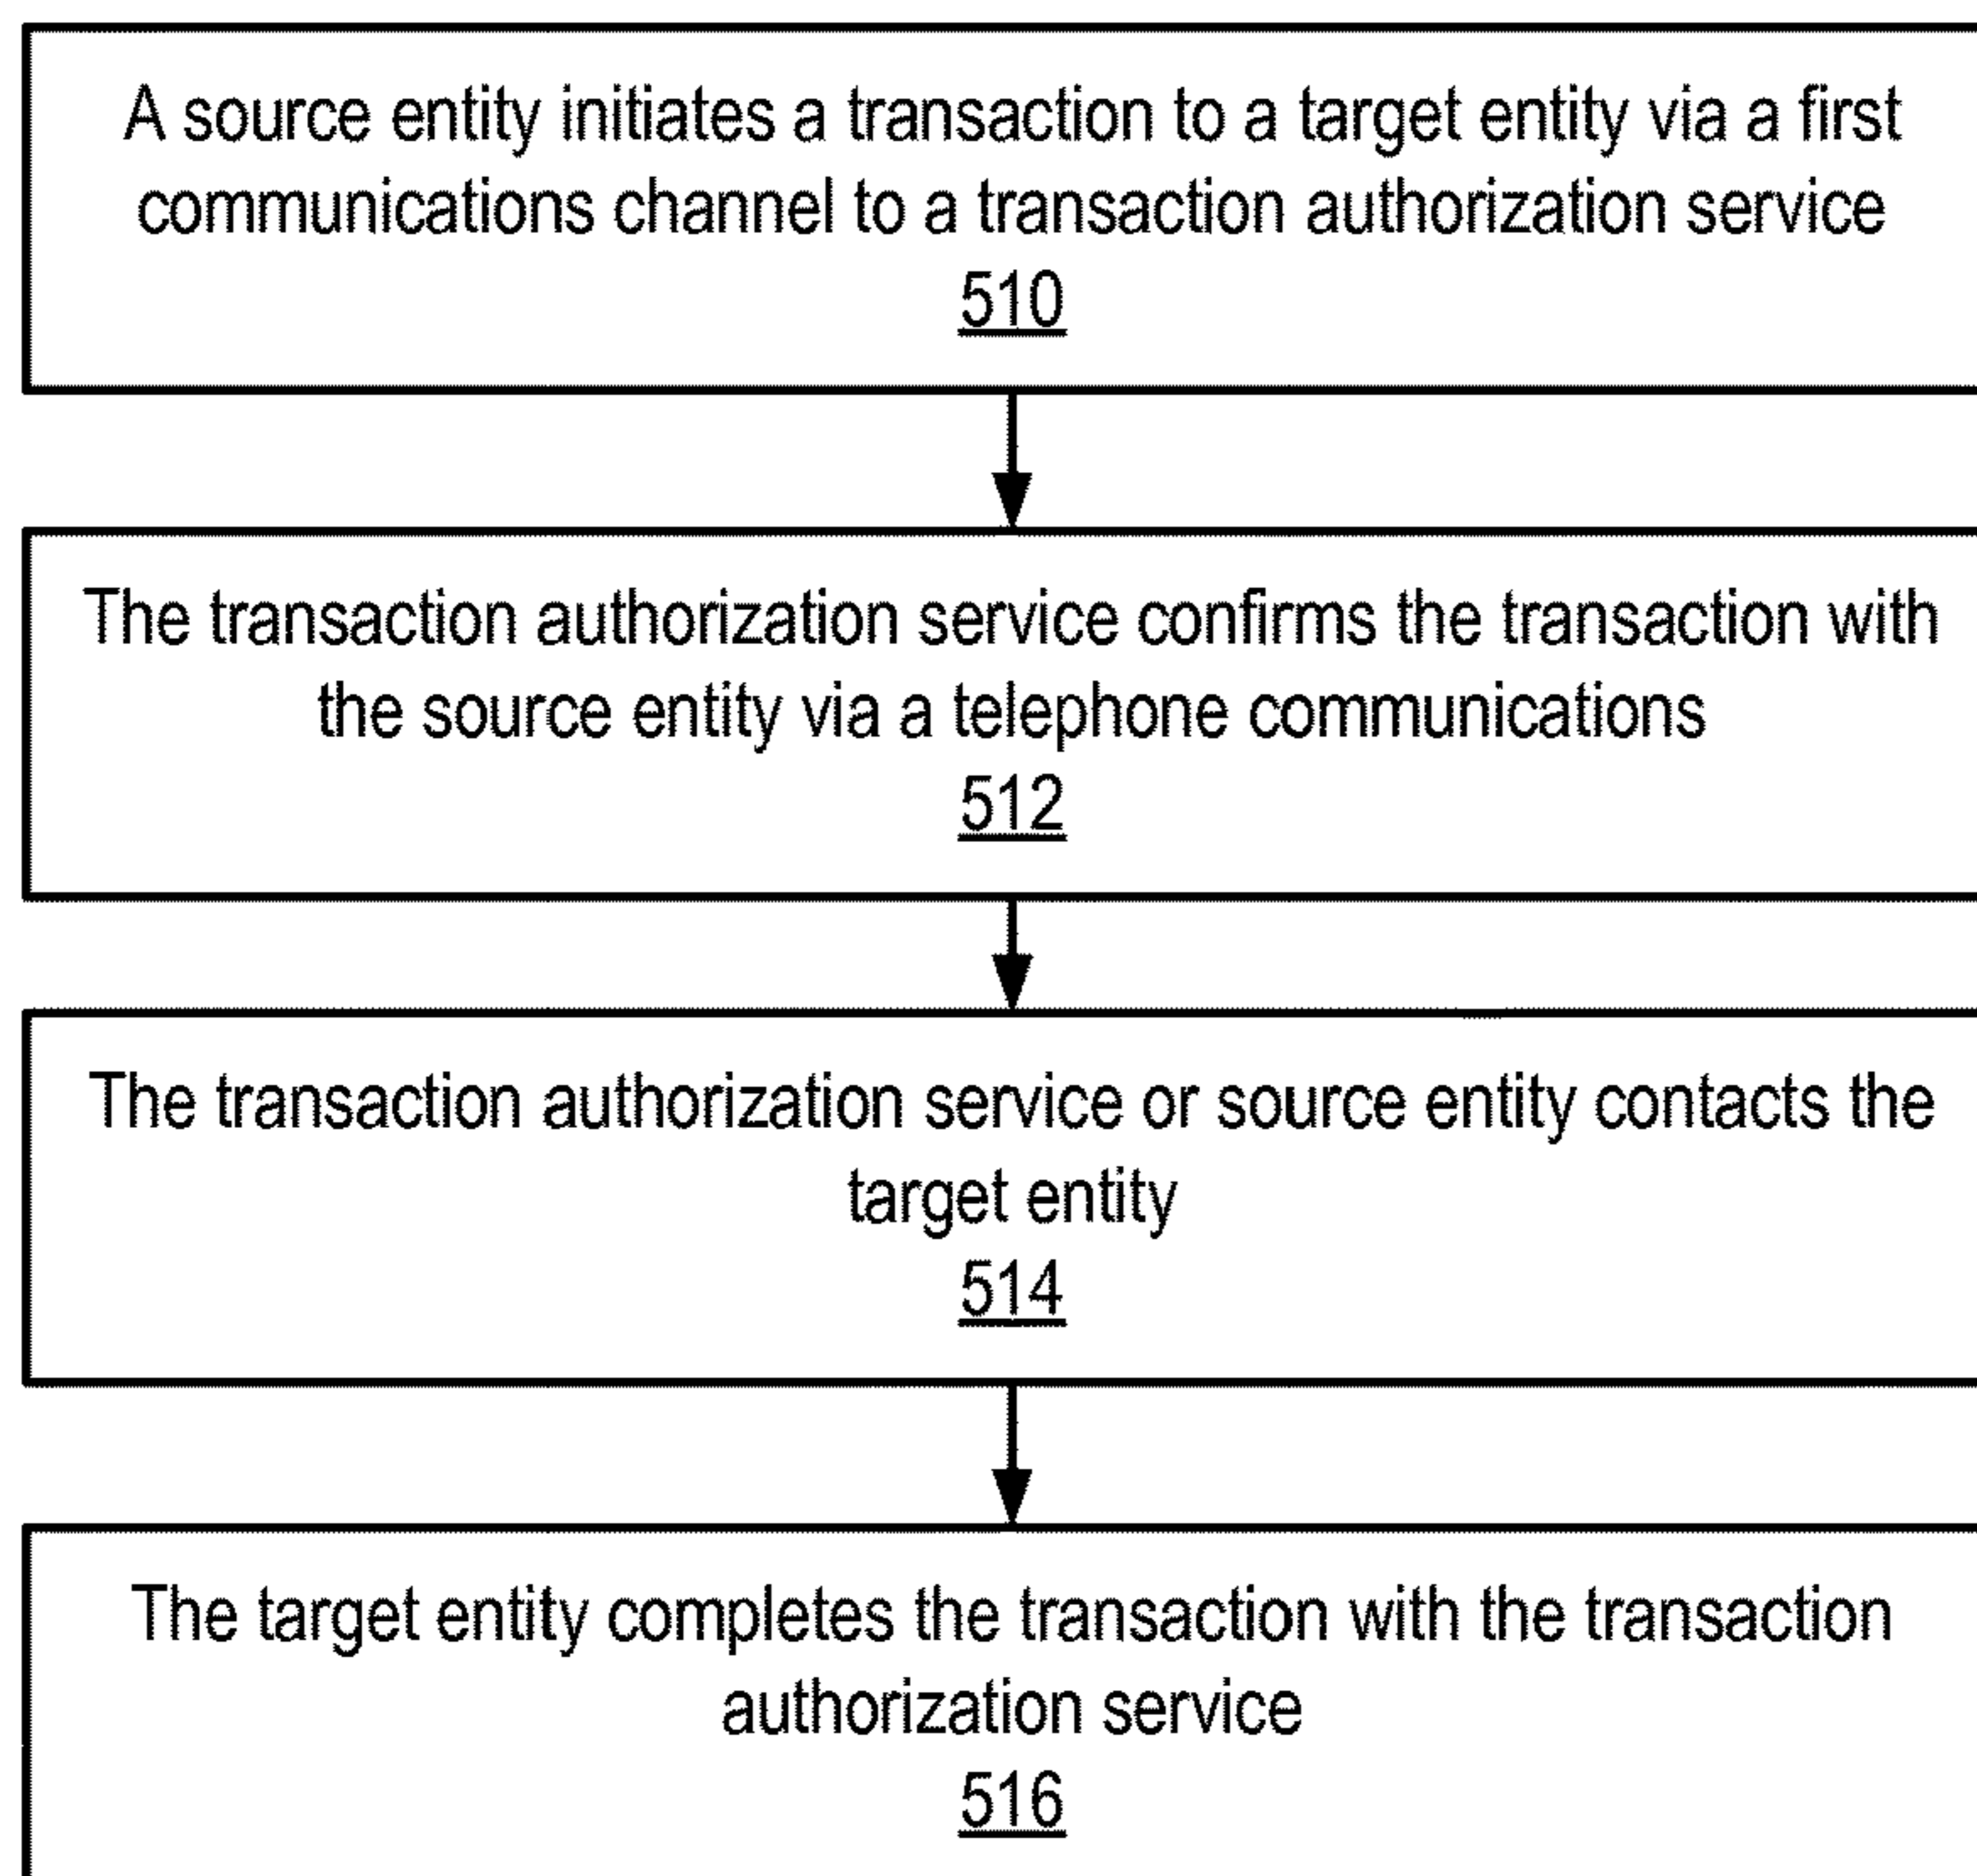 A source entity initiates a transaction to a target entity via a first
communications channel to a transaction authorization service
510
The transaction authorization service confirms the transaction with
the source entity via a telephone communications
512
The transaction authorization service or source entity contacts the
target entity
514
The target entity completes the transaction with the transaction
authorization service
516